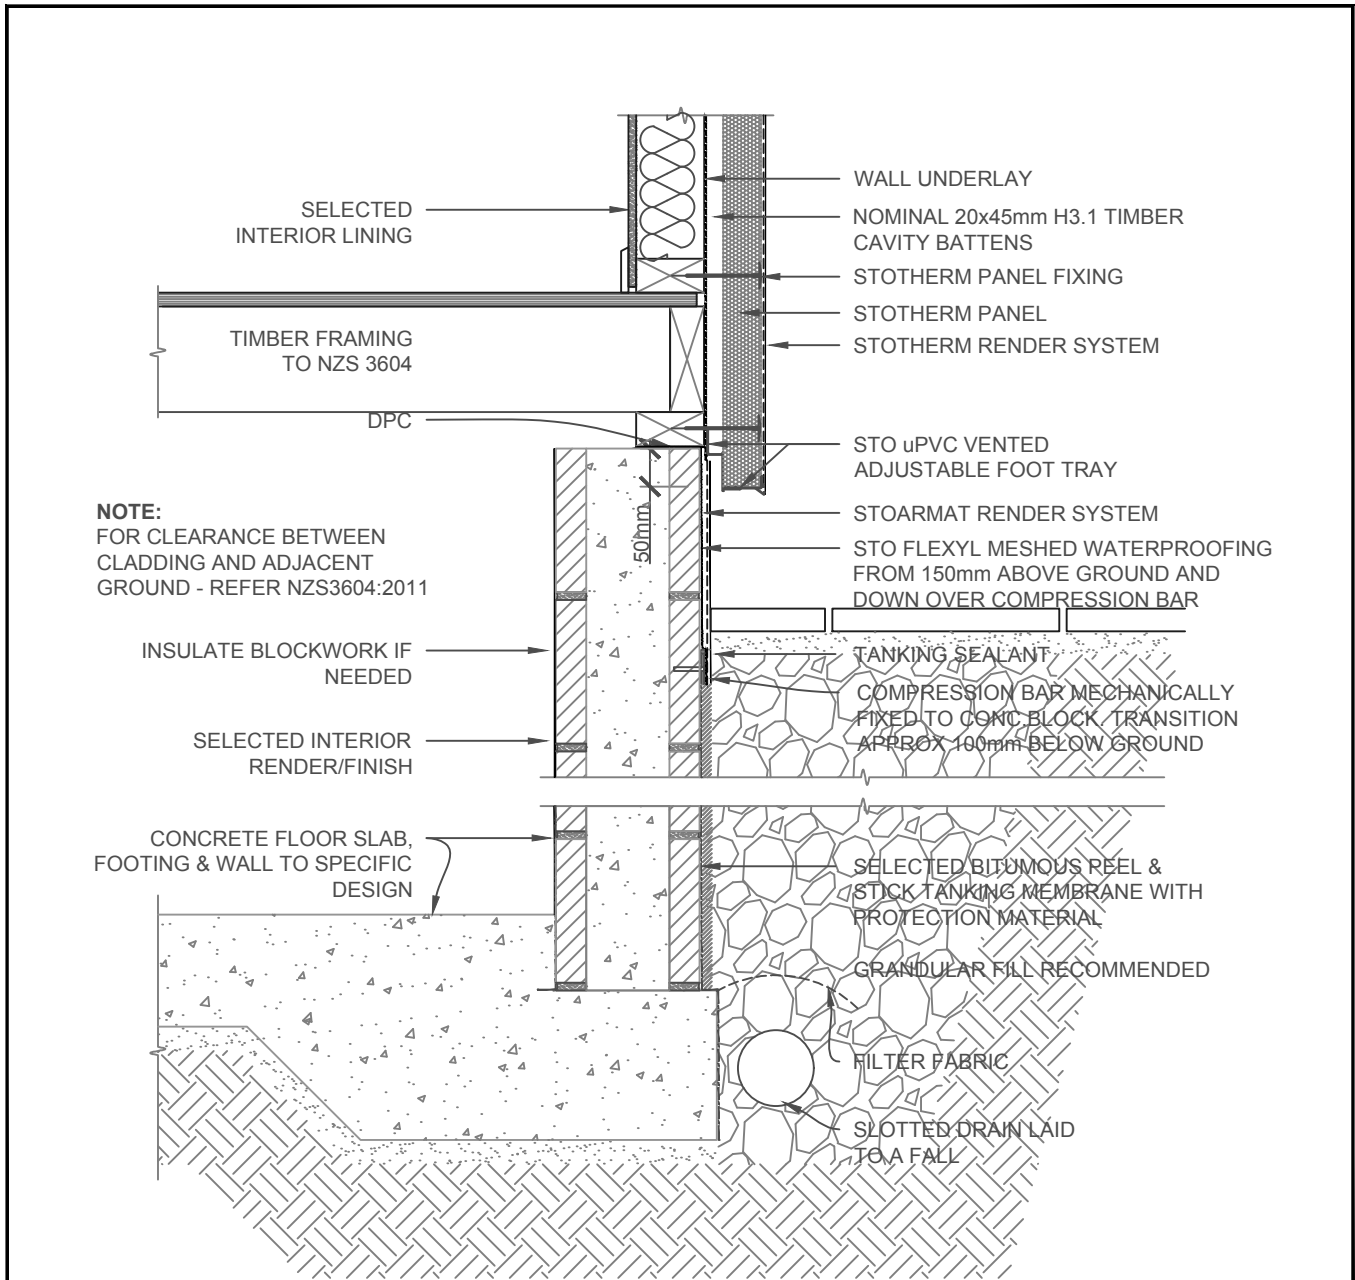 SELECTED
INTERIOR LINING
TIMBER FRAMING
TO NZS 3604
DPC
NOTE:
FOR CLEARANCE BETWEEN
CLADDING AND ADJACENT
GROUND - REFER NZS3604:2011
INSULATE BLOCKWORK IF
NEEDED
SELECTED INTERIOR
RENDER/FINISH
CONCRETE FLOOR SLAB,
FOOTING & WALL TO SPECIFIC
DESIGN
50mm
WALL UNDERLAY
NOMINAL 20x45mm H3.1 TIMBER
CAVITY BATTENS
STOTHERM PANEL FIXING
STOTHERM PANEL
STOTHERM RENDER SYSTEM
STO uPVC VENTED
ADJUSTABLE FOOT TRAY
STOARMAT RENDER SYSTEM
STO FLEXYL MESHED WATERPROOFING
FROM 150mm ABOVE GROUND AND
DOWN OVER COMPRESSION BAR
TANKING SEALANT
COMPRESSION BAR MECHANICALLY
FIXED TO CONC.BLOCK. TRANSITION
APPROX 100mm BELOW GROUND
SELECTED BITUMOUS PEEL &
STICK TANKING MEMBRANE WITH
PROTECTION MATERIAL
GRANDULAR FILL RECOMMENDED
FILTER FABRIC
SLOTTED DRAIN LAID
TO A FALL